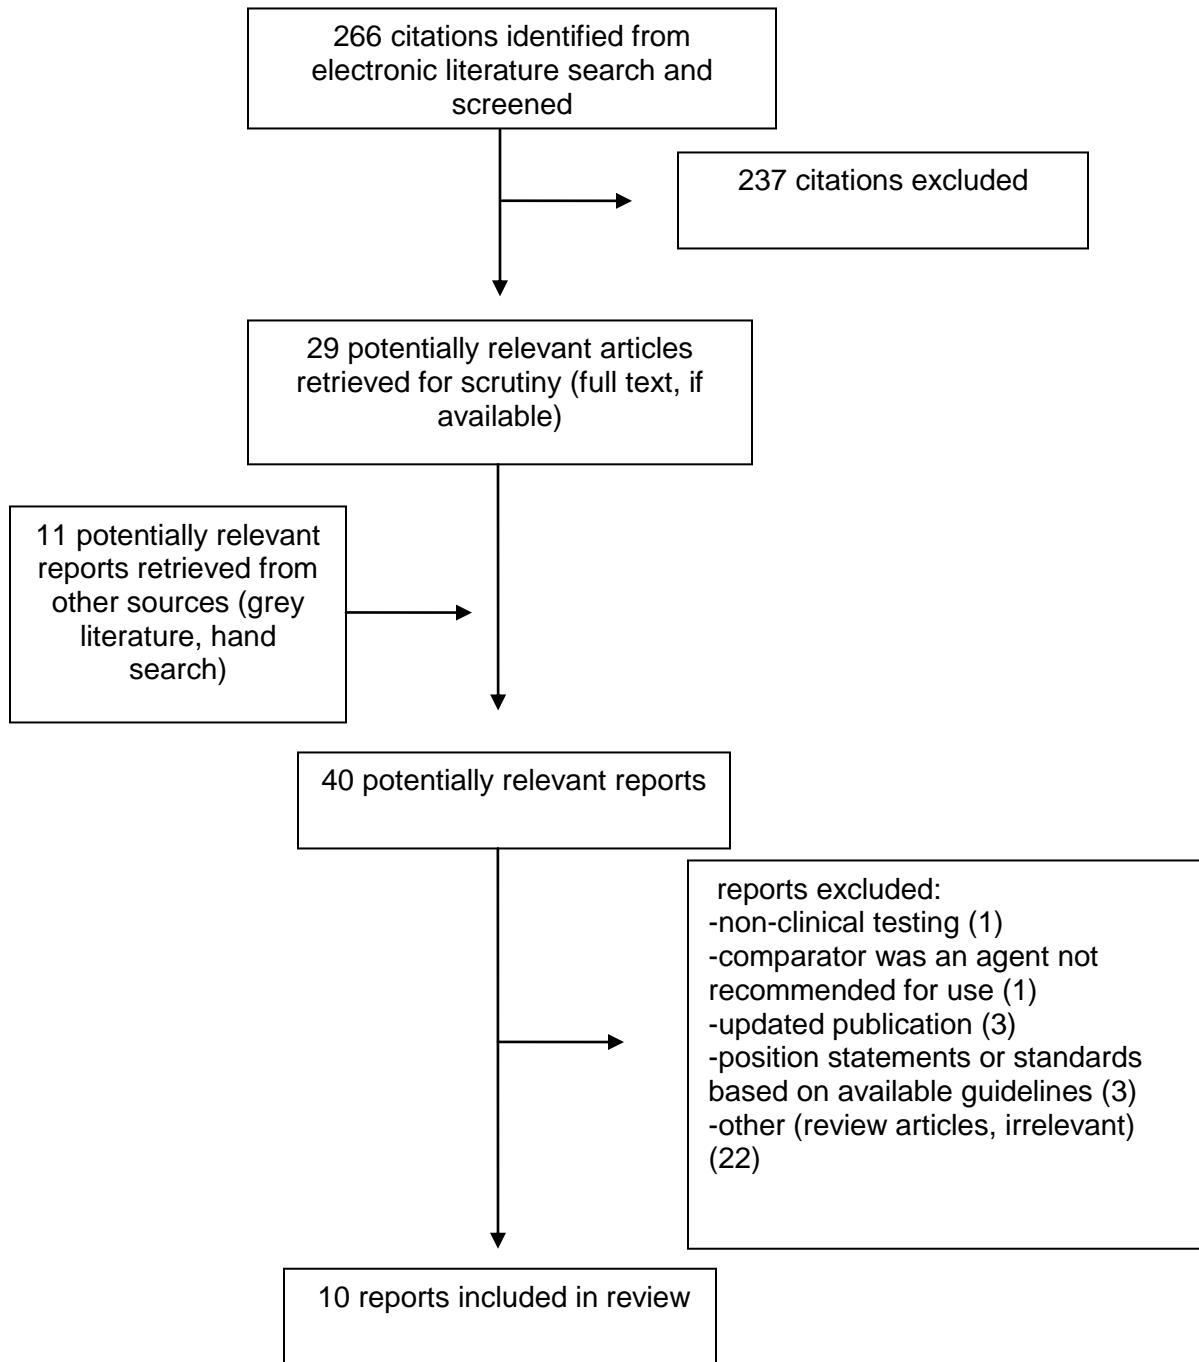 266 citations identified from
electronic literature search and
screened
237 citations excluded
29 potentially relevant articles
retrieved for scrutiny (full text, if
available)
11 potentially relevant
reports retrieved from
other sources (grey
literature, hand
search)
40 potentially relevant reports
reports excluded:
-non-clinical testing (1)
-comparator was an agent not
recommended for use (1)
-updated publication (3)
-position statements or standards
based on available guidelines (3)
-other (review articles, irrelevant)
(22)
10 reports included in review